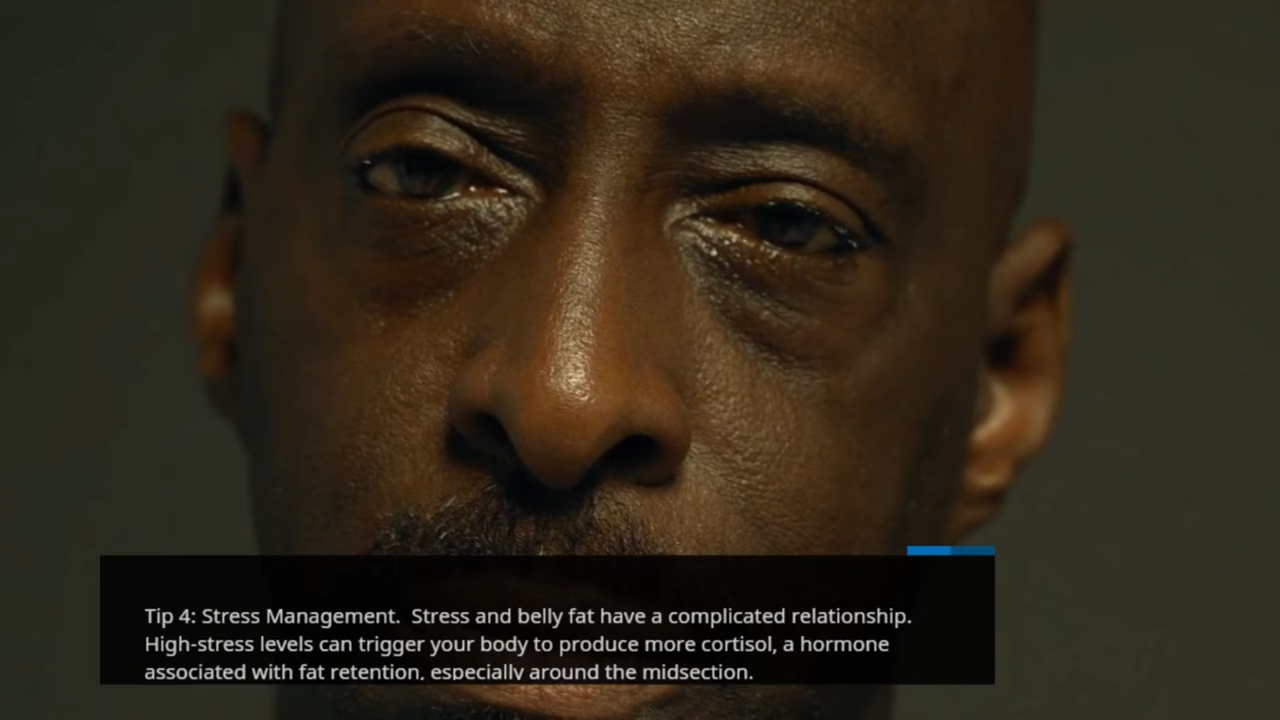 Tip 4: Stress Management.  Stress and belly fat have a complicated relationship.
High-stress levels can trigger your body to produce more cortisol, a hormone
associated with fat retention, especially around the midsection.